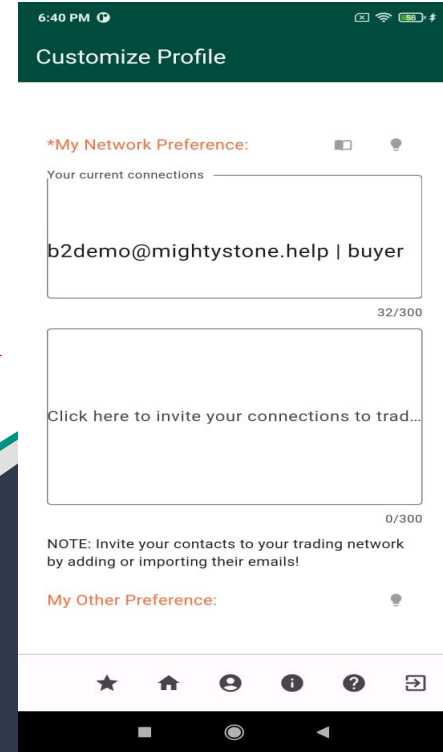 6:40 PM
58
Customize Profile
*My Network Preference:
Your current connections
b2demo@mightystone.help | buyer
32/300
Click here to invite your connections to trad...
0/300
NOTE: Invite your contacts to your trading network
by adding or importing their emails!
My Other Preference: